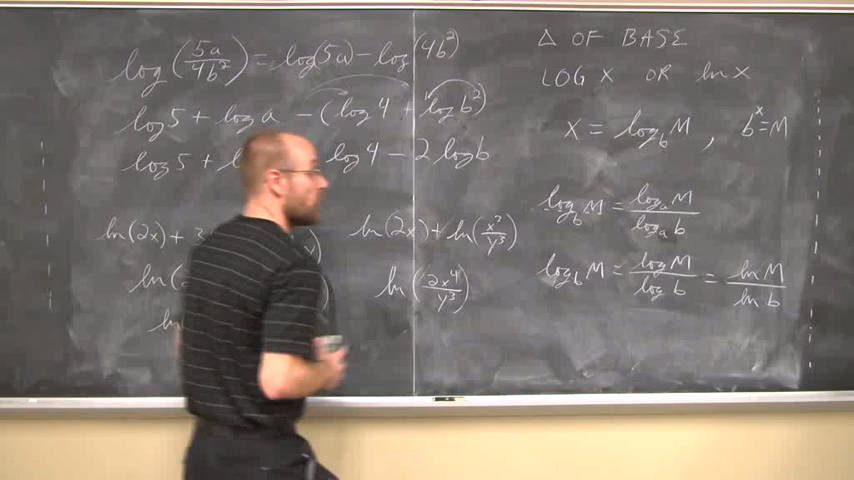 log(5a/4b²) = log(5a) - log(4b²)
log 5 + log a - (log 4 + log b²)
log 5 + log 4 - 2 log b
ln(2x) + 3
ln(2
ln
ln(2x) + ln(x³/y³)
ln(2x⁴/y³)
Δ OF BASE
LOG X OR ln X
x = log_b M , b^x = M
log_b M = log_a M / log_a b
log_b M = log M / log b = ln M / ln b